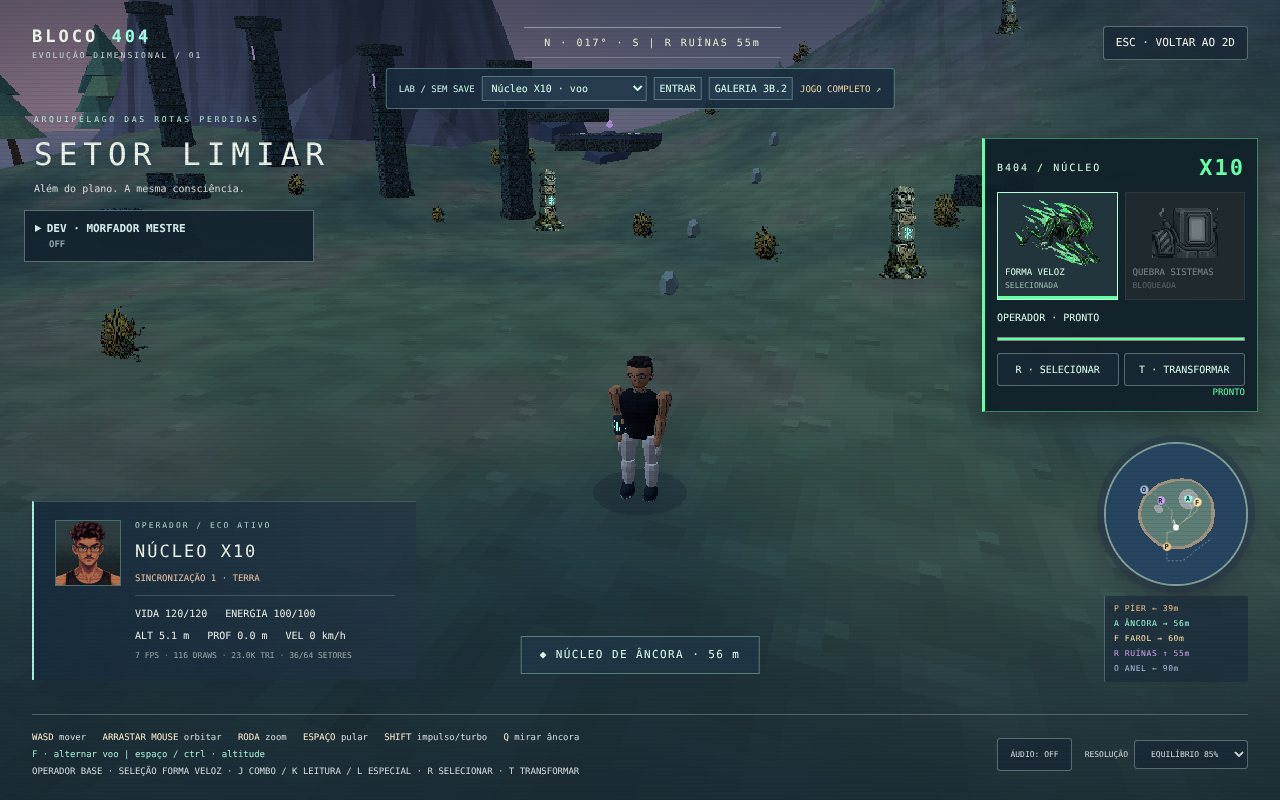 BLOCO 404
EVOLUÇÃO DIMENSIONAL / 01
N · 017° · S | R RUÍNAS 55m
ESC · VOLTAR AO 2D
LAB / SEM SAVE
Núcleo X10 · voo
ENTRAR
GALERIA 3B.2
JOGO COMPLETO ↗
ARQUIPÉLAGO DAS ROTAS PERDIDAS
SETOR LIMIAR
Além do plano. A mesma consciência.
▶ DEV · MORFADOR MESTRE
OFF
B404 / NÚCLEO
X10
FORMA VELOZ
SELECIONADA
QUEBRA SISTEMAS
BLOQUEADA
OPERADOR · PRONTO
R · SELECIONAR
T · TRANSFORMAR
PRONTO
O
R
A
F
P
P PÍER ← 39m
A ÂNCORA → 56m
F FAROL → 60m
R RUÍNAS ↑ 55m
O ANEL ← 90m
OPERADOR / ECO ATIVO
NÚCLEO X10
SINCRONIZAÇÃO 1 · TERRA
VIDA 120/120 ENERGIA 100/100
ALT 5.1 m PROF 0.0 m VEL 0 km/h
7 FPS · 116 DRAWS · 23.0K TRI · 36/64 SETORES
◆ NÚCLEO DE ÂNCORA · 56 m
WASD mover ARRASTAR MOUSE orbitar RODA zoom ESPAÇO pular SHIFT impulso/turbo Q mirar âncora
F · alternar voo | espaço / ctrl · altitude
OPERADOR BASE · SELEÇÃO FORMA VELOZ · J COMBO / K LEITURA / L ESPECIAL · R SELECIONAR · T TRANSFORMAR
ÁUDIO: OFF
RESOLUÇÃO
EQUILÍBRIO 85%